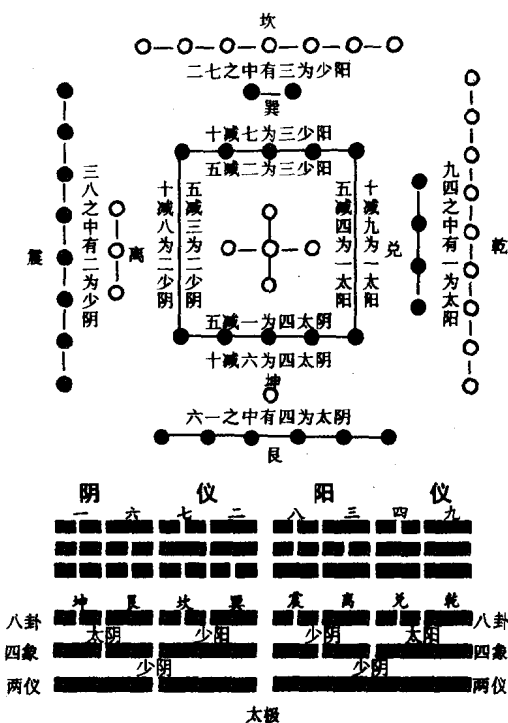 坎
二七之中有三为少阳
巽
十减七为三少阳
五减二为三少阳
震
三八之中有二为少阴
离
十减八为二少阴
五减三为二少阴
五减四为一太阳
十减九为一太阳
兑
九四之中有一为太阳
乾
五减一为四太阴
十减六为四太阴
坤
六一之中有四为太阴
艮
阴 仪 阳 仪
一 六 七 二 八 三 四 九
坤 艮 坎 巽 震 离 兑 乾
八卦 八卦
太阴 少阳 少阴 太阳
四象 四象
少阴 少阴
两仪 两仪
太极